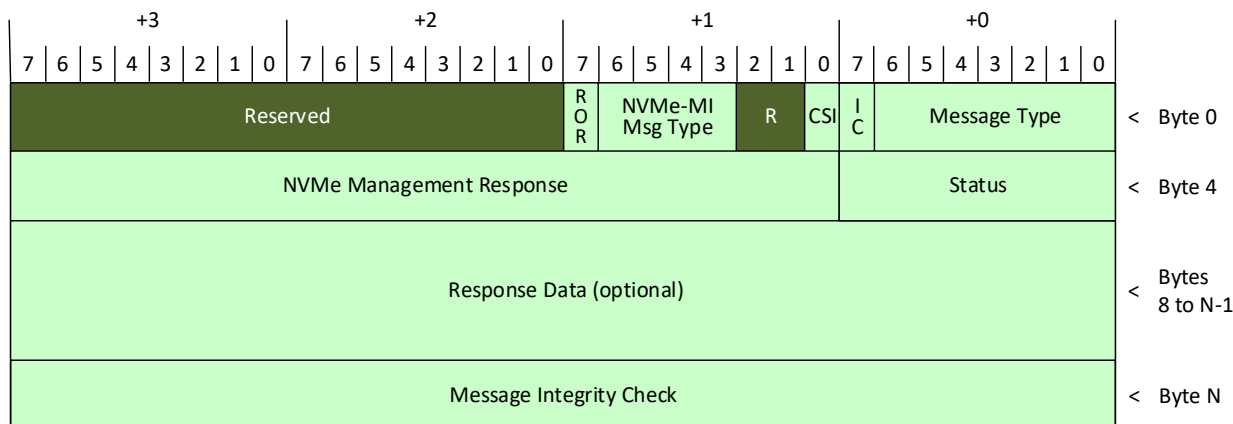 +3 +2 +1 +0
7 6 5 4 3 2 1 0 7 6 5 4 3 2 1 0 7 6 5 4 3 2 1 0 7 6 5 4 3 2 1 0
Reserved R O R NVMe-MI Msg Type R CSI I C Message Type < Byte 0
NVMe Management Response Status < Byte 4
Response Data (optional) < Bytes 8 to N-1
Message Integrity Check < Byte N